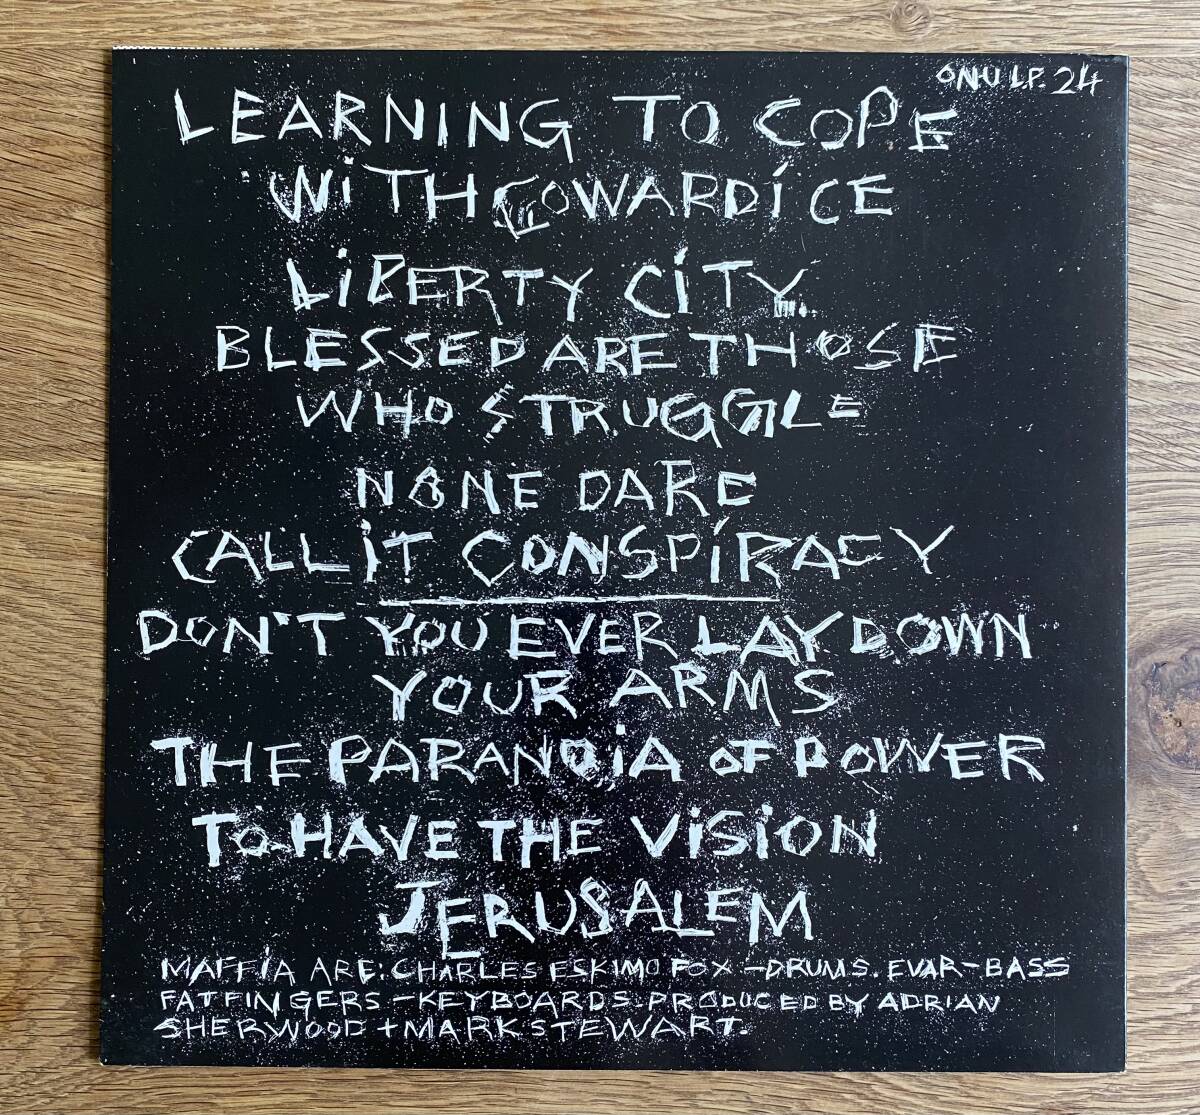 ONU L.P. 24
LEARNING TO COPE
WITH COWARDICE
LIBERTY CITY
BLESSED ARE THOSE
WHO STRUGGLE
NONE DARE
CALL IT CONSPIRACY
DON'T YOU EVER LAY DOWN
YOUR ARMS
THE PARANOIA OF POWER
TO HAVE THE VISION
JERUSALEM
MAFFIA ARE: CHARLES ESKIMO FOX - DRUMS. EVAR - BASS
FATFINGERS - KEYBOARDS. PRODUCED BY ADRIAN
SHERWOOD + MARK STEWART.